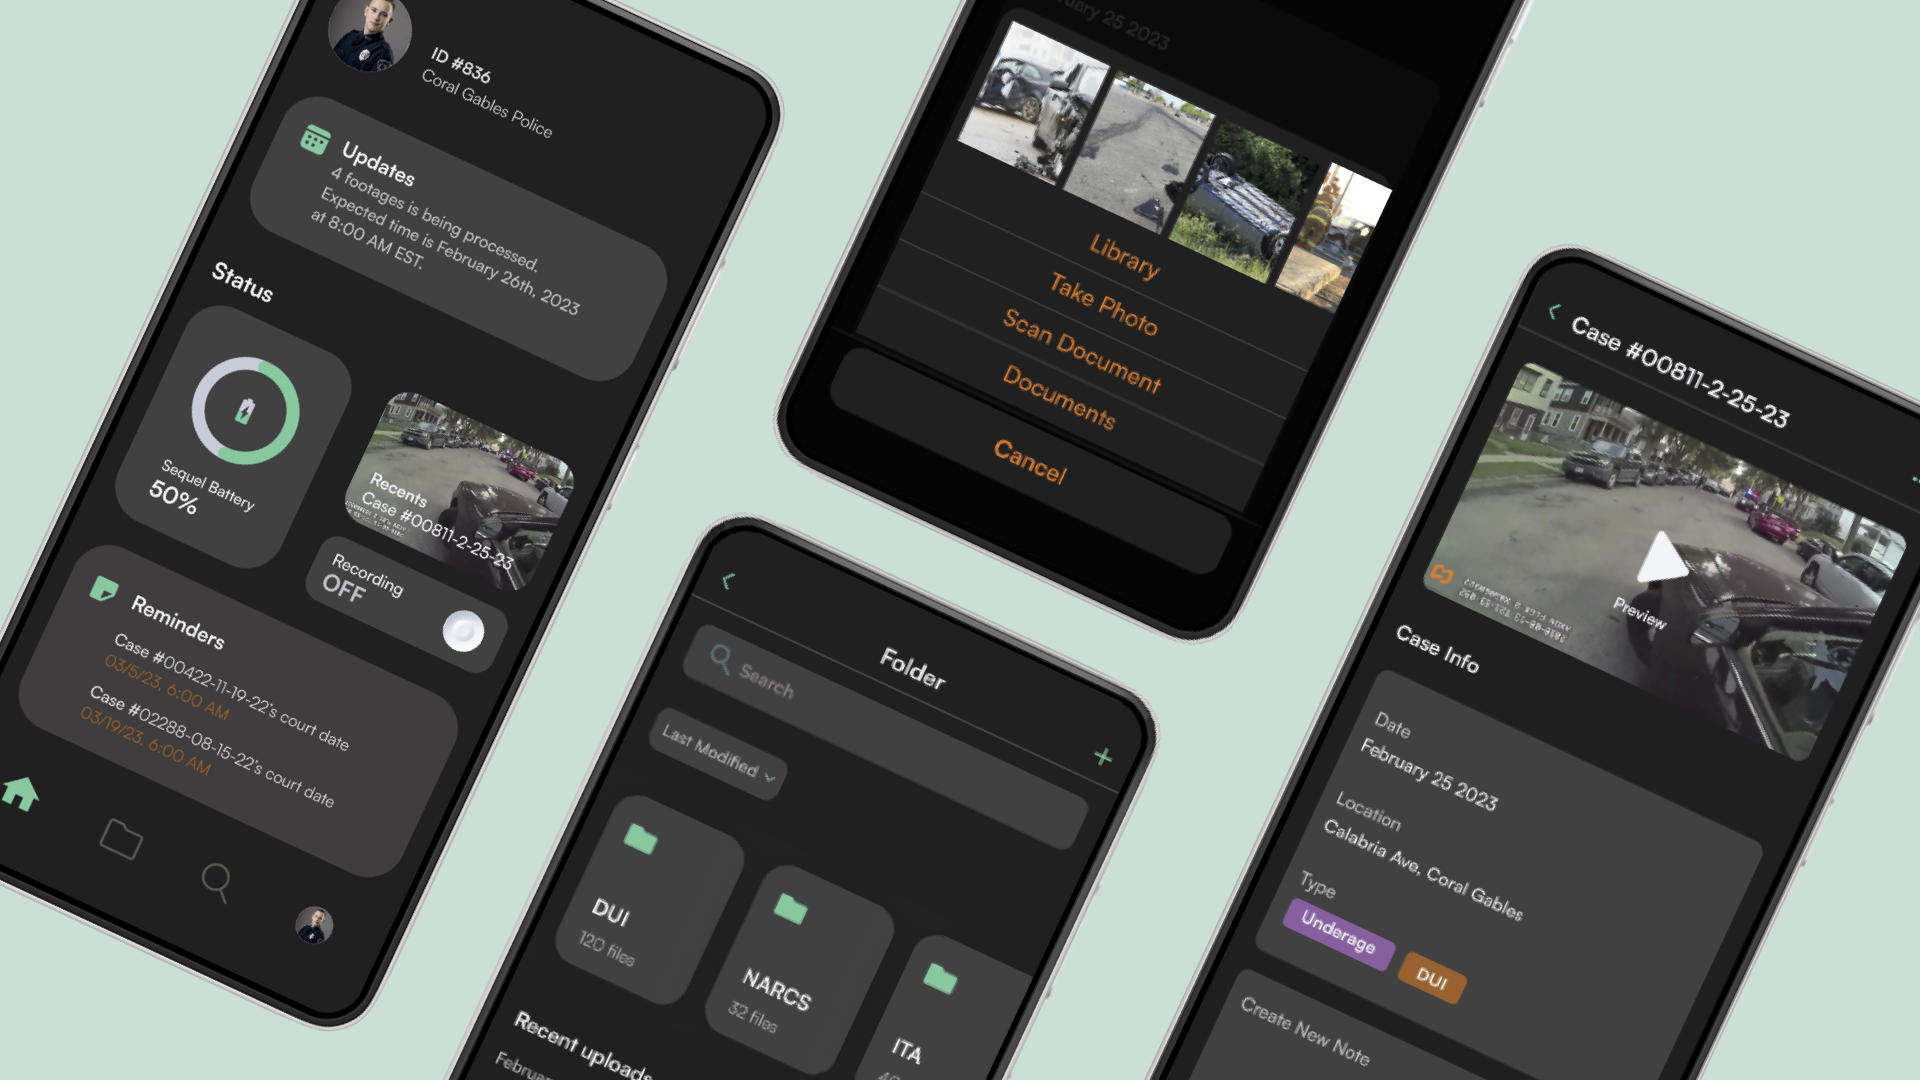 ID #836
Coral Gables Police
Updates
4 footages is being processed.
Expected time is February 26th, 2023
at 8:00 AM EST.
Status
Sequel Battery
50%
Recents
Case #00811-2-25-23
Recording
OFF
Reminders
Case #00422-11-19-22's court date
03/5/23, 6:00 AM
Case #02288-08-15-22's court date
03/19/23, 6:00 AM
25 2023
Library
Take Photo
Scan Document
Documents
Cancel
Folder
Search
Last Modified
DUI
120 files
NARCS
32 files
ITA
Recent uploads
Case #00811-2-25-23
Preview
Case Info
Date
February 25 2023
Location
Calabria Ave, Coral Gables
Type
Underage
DUI
Create New Note